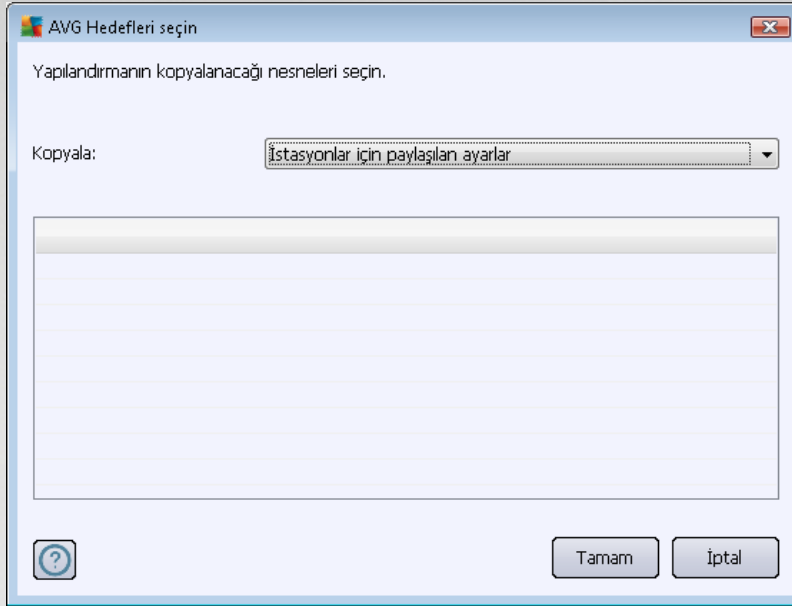 AVG Hedefleri seçin
Yapılandırmanın kopyalanacağı nesneleri seçin.
Kopyala: İstasyonlar için paylaşılan ayarlar
?
Tamam İptal